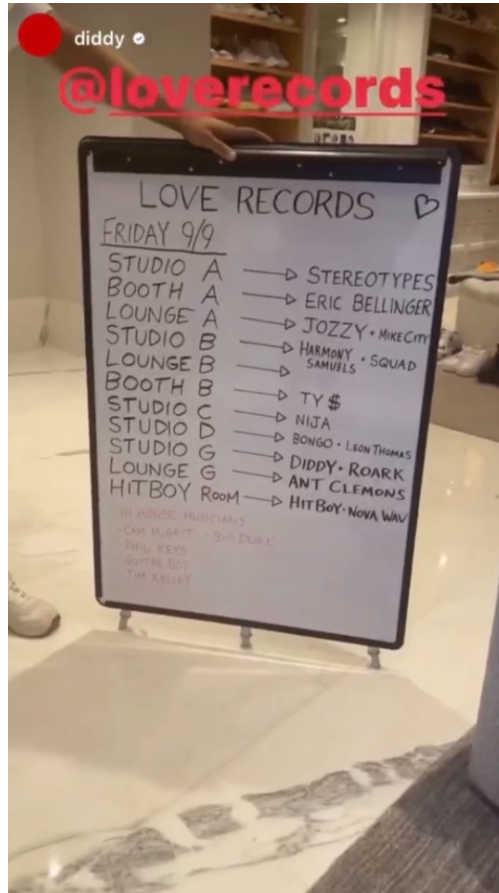 diddy
@loverecords
LOVE RECORDS
FRIDAY 9/9
STUDIO A → STEREOTYPES
BOOTH A → ERIC BELLINGER
LOUNGE A → JOZZY • MIKE CITY
STUDIO B → HARMONY SAMUELS • SQUAD
LOUNGE B →
BOOTH B → TY $
STUDIO C → NIJA
STUDIO D → BONGO • LEON THOMAS
STUDIO G → DIDDY • ROARK
LOUNGE G → ANT CLEMONS
HITBOY ROOM → HITBOY • NOVA WAV
IN HOUSE MUSICIANS
PHIL KEYS
GUITAR BOY
TIM KELLEY